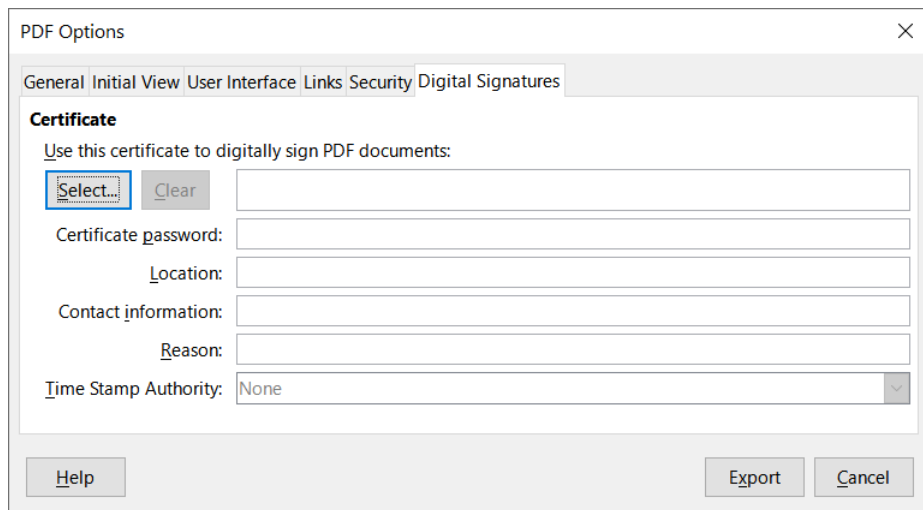 PDF Options
General Initial View User Interface Links Security Digital Signatures
Certificate
Use this certificate to digitally sign PDF documents:
Select... Clear
Certificate password:
Location:
Contact information:
Reason:
Time Stamp Authority: None
Help Export Cancel